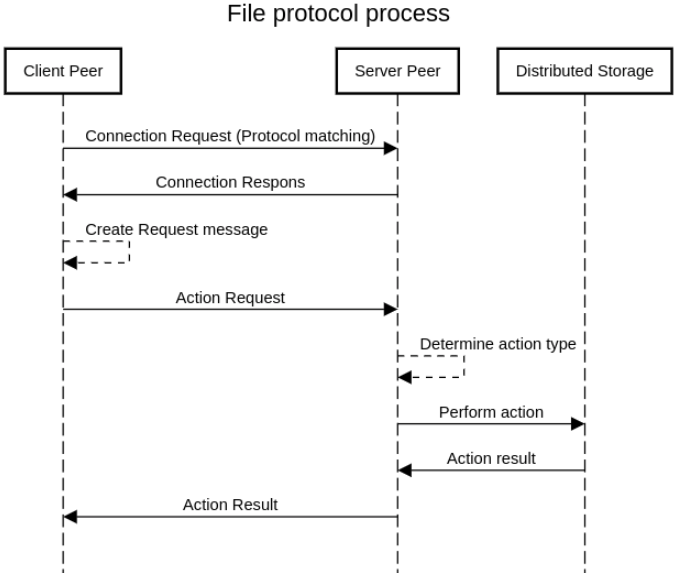 File protocol process
Client Peer
Server Peer
Distributed Storage
Connection Request (Protocol matching)
Connection Respons
Create Request message
Action Request
Determine action type
Perform action
Action result
Action Result